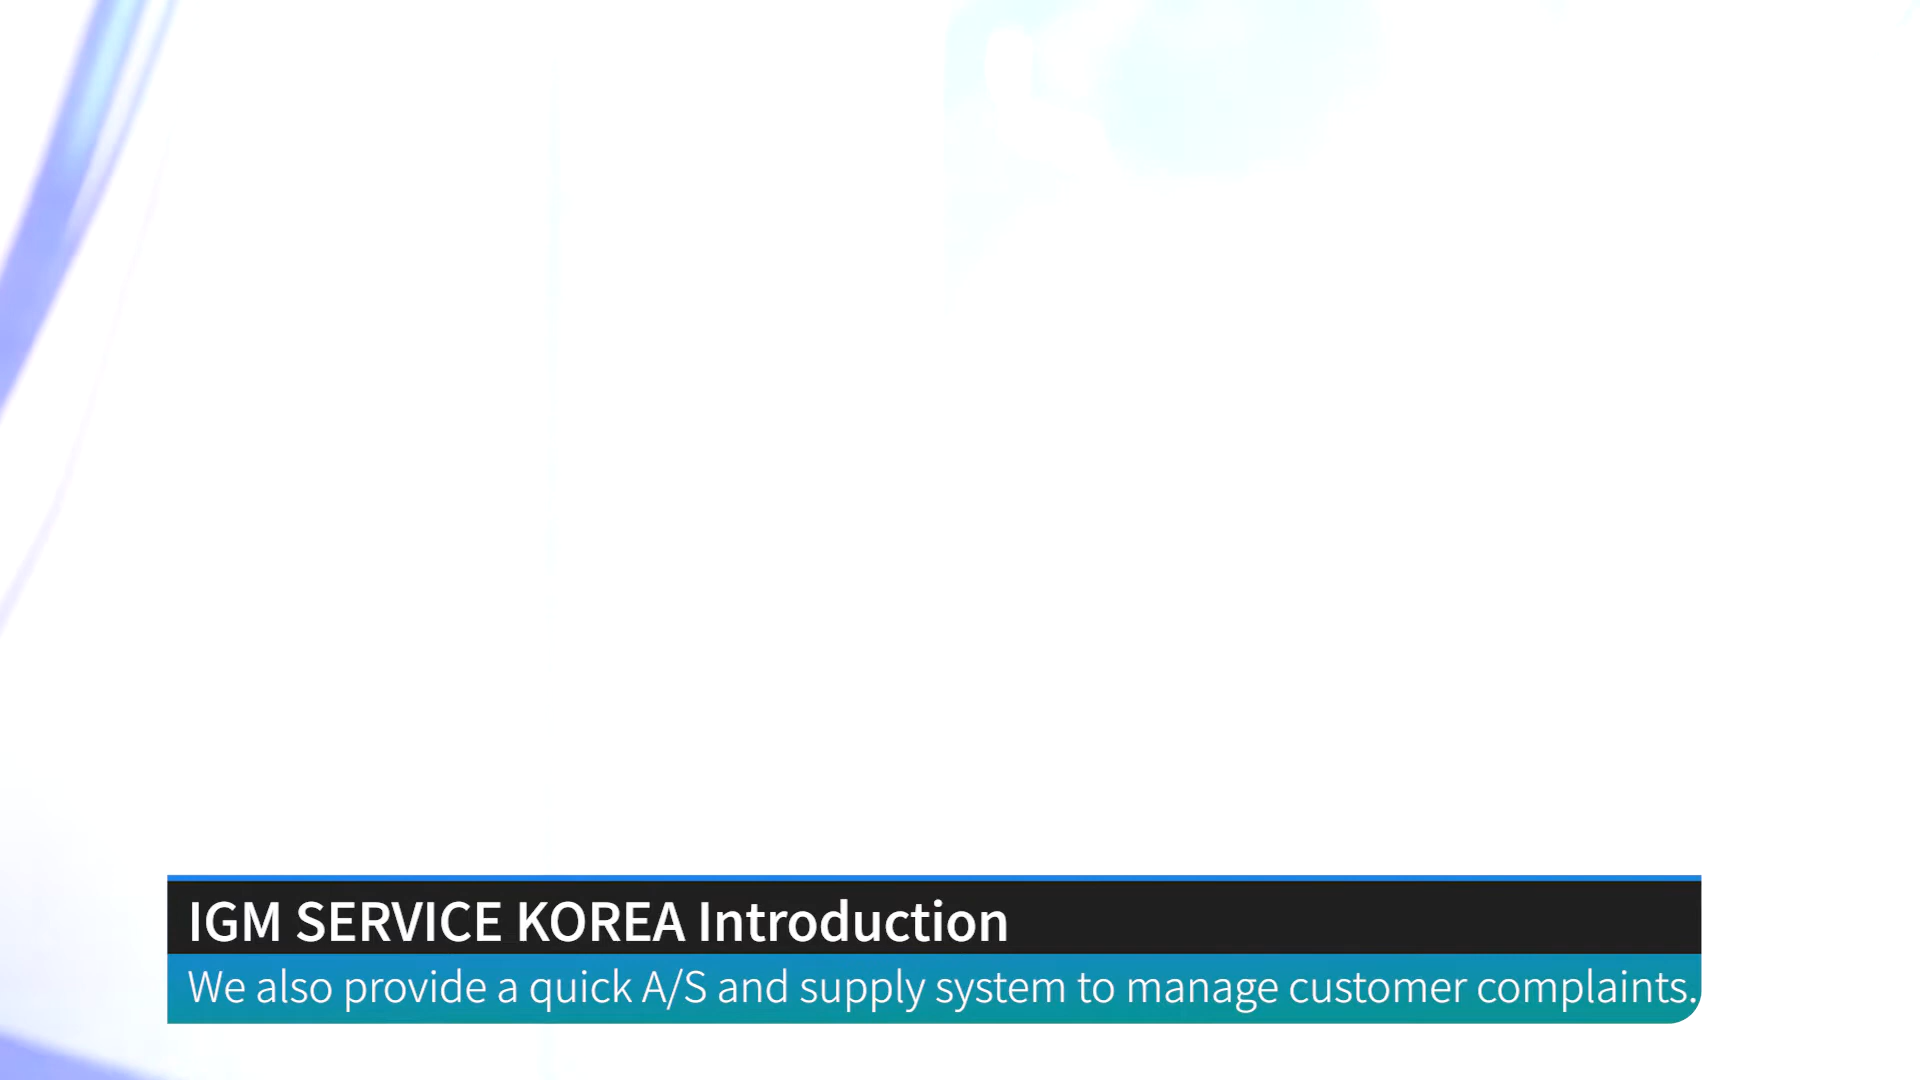 IGM SERVICE KOREA Introduction
We also provide a quick A/S and supply system to manage customer complaints.